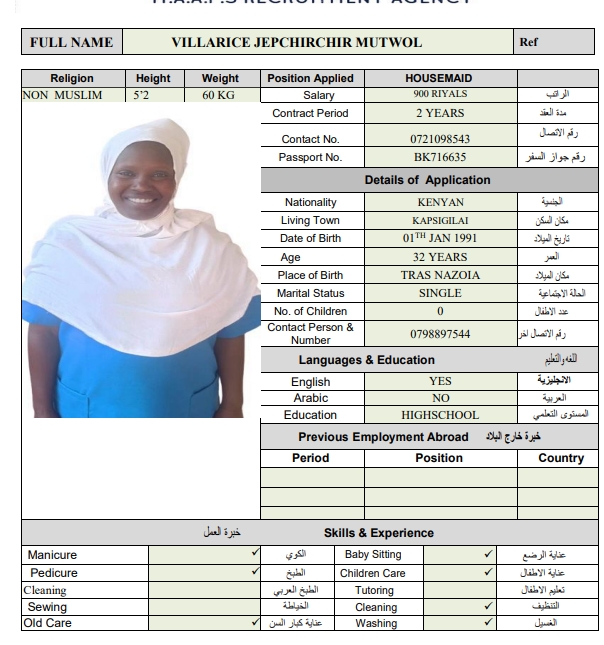 H.A.A.F.S RECRUITMENT AGENCY
FULL NAME VILLARICE JEPCHIRCHIR MUTWOL Ref
Religion Height Weight Position Applied HOUSEMAID
NON MUSLIM 5’2 60 KG Salary 900 RIYALS الراتب
Contract Period 2 YEARS مدة العقد
Contact No. 0721098543 رقم الاتصال
Passport No. BK716635 رقم جواز السفر
Details of Application
Nationality KENYAN الجنسية
Living Town KAPSIGILAI مكان السكن
Date of Birth 01TH JAN 1991 تاريخ الميلاد
Age 32 YEARS العمر
Place of Birth TRAS NAZOIA مكان الميلاد
Marital Status SINGLE الحالة الاجتماعية
No. of Children 0 عدد الاطفال
Contact Person & Number 0798897544 رقم الاتصال اخر
Languages & Education اللغه والتعليم
English YES الانجليزية
Arabic NO العربية
Education HIGHSCHOOL المستوى التعلمي
Previous Employment Abroad خبرة خارج البلاد
Period Position Country
خبرة العمل Skills & Experience
Manicure ✓ الكوي Baby Sitting ✓ عناية الرضع
Pedicure ✓ الطبخ Children Care ✓ عناية الاطفال
Cleaning الطبخ العربي Tutoring تعليم الاطفال
Sewing الخياطة Cleaning ✓ التنظيف
Old Care ✓ عناية كبار السن Washing ✓ الغسيل